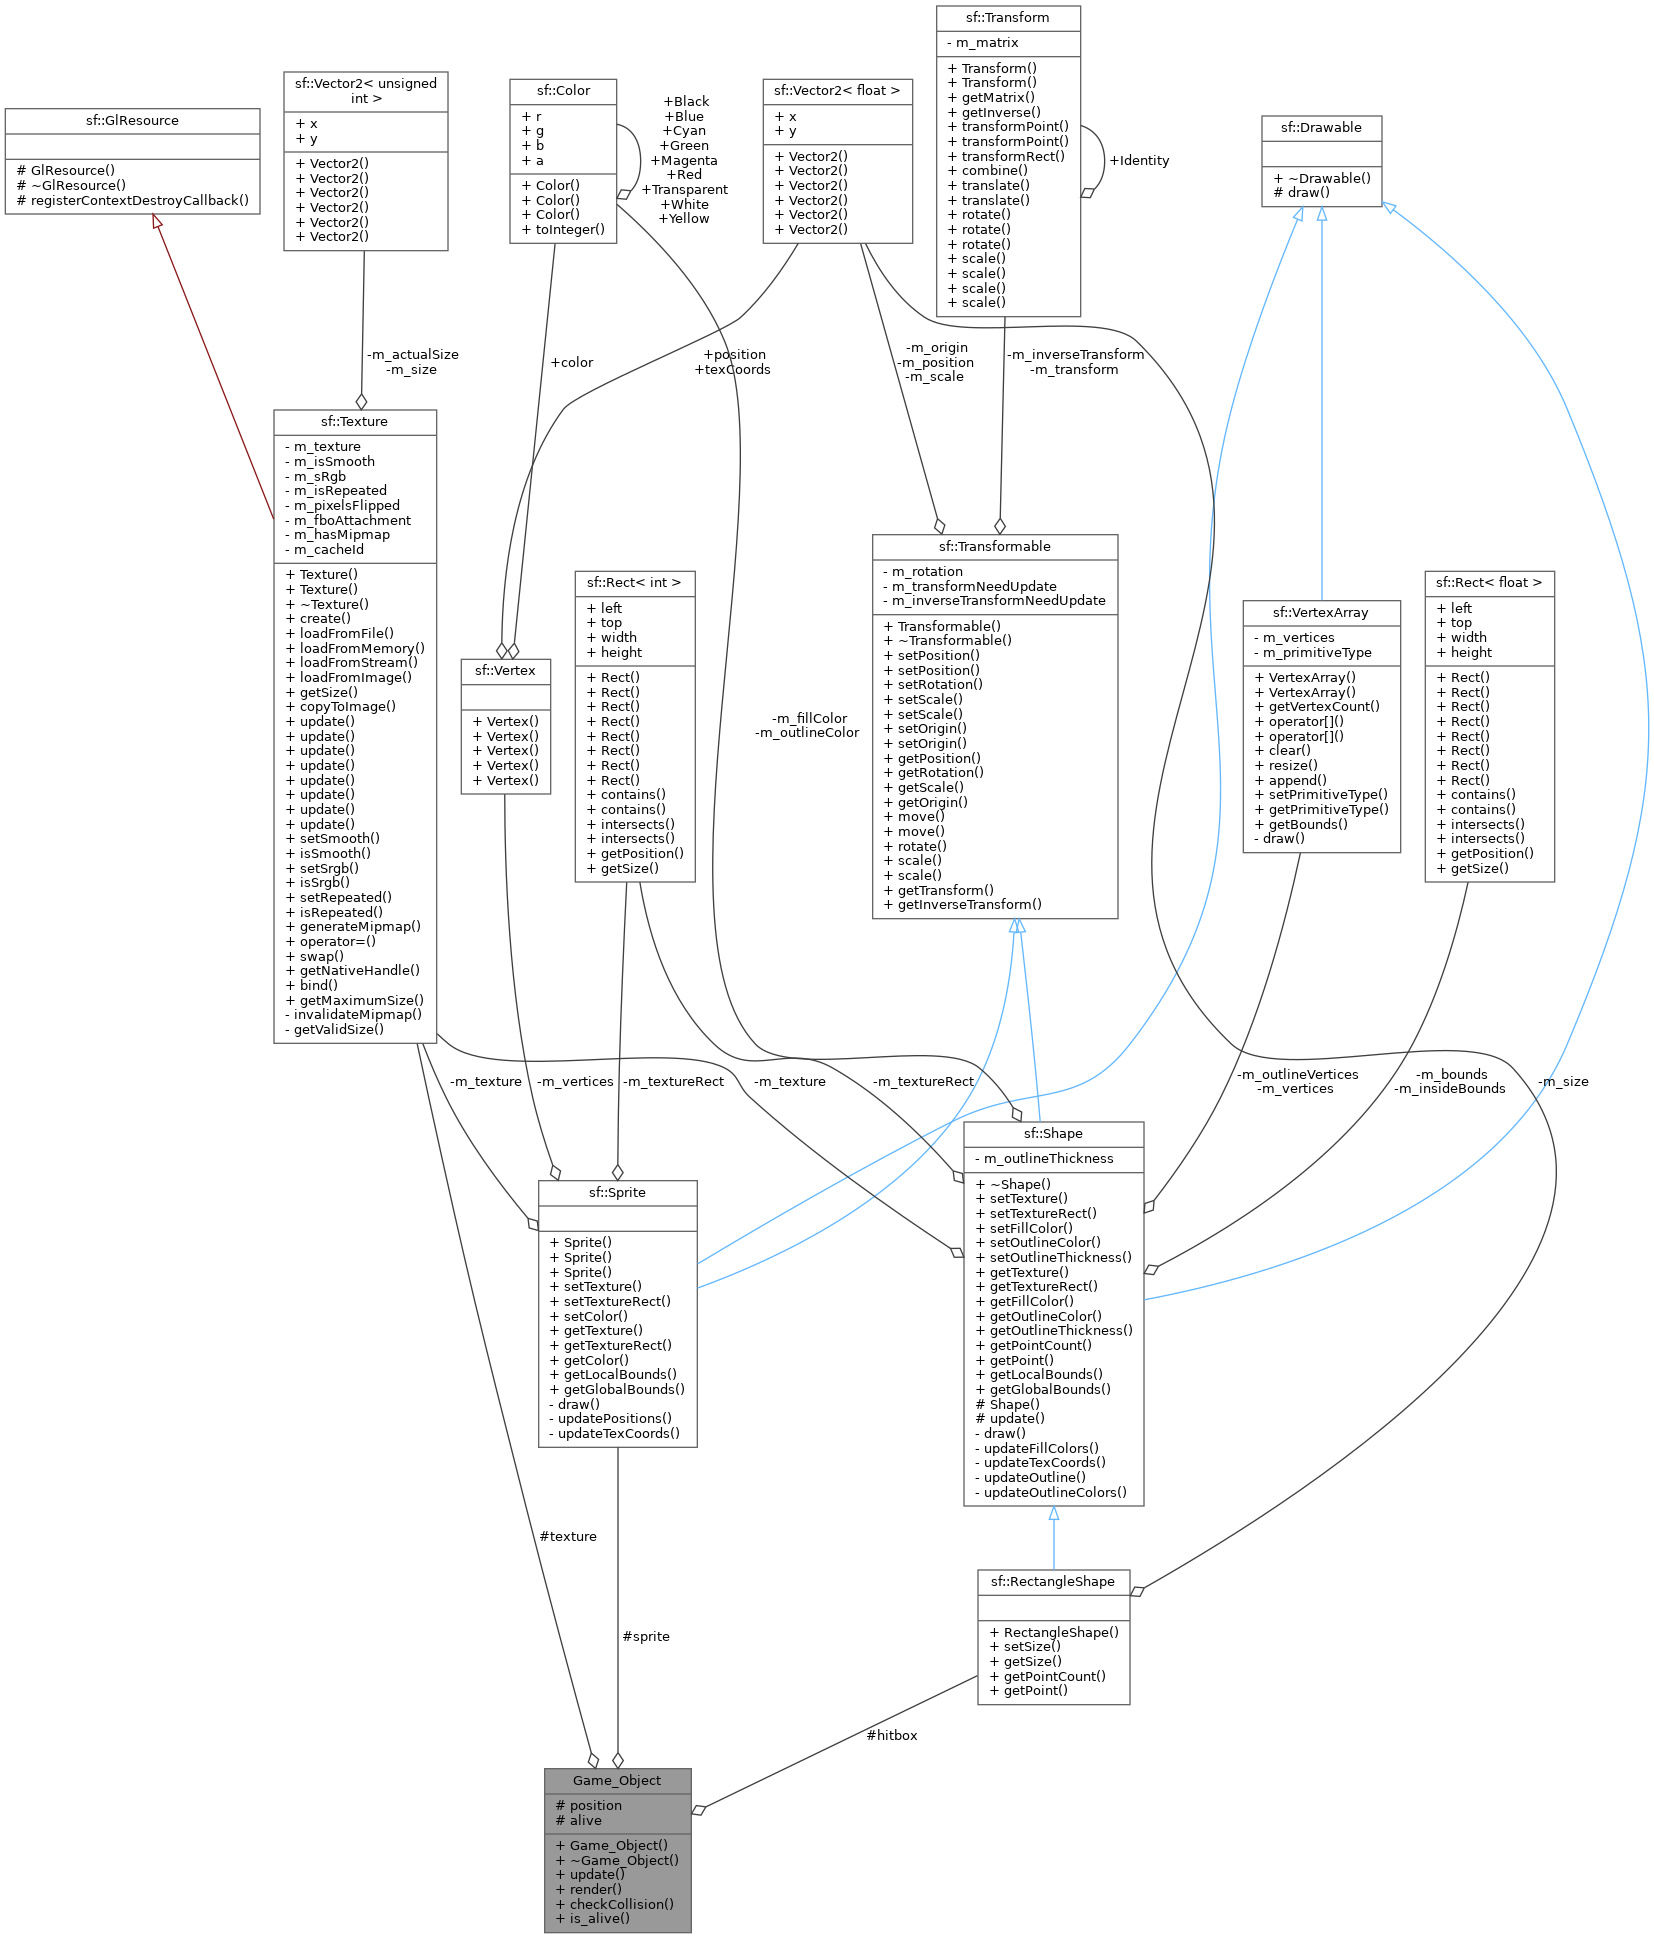 sf::Transform
- m_matrix
+ Transform()
+ Transform()
+ getMatrix()
+ getInverse()
+ transformPoint()
+ transformPoint()
+ transformRect()
+ combine()
+ translate()
+ translate()
+ rotate()
+ rotate()
+ rotate()
+ scale()
+ scale()
+ scale()
+ scale()
+Identity
sf::GlResource
# GlResource()
# ~GlResource()
# registerContextDestroyCallback()
sf::Vector2< unsigned
int >
+ x
+ y
+ Vector2()
+ Vector2()
+ Vector2()
+ Vector2()
+ Vector2()
+ Vector2()
sf::Color
+ r
+ g
+ b
+ a
+ Color()
+ Color()
+ Color()
+ toInteger()
+Black
+Blue
+Cyan
+Green
+Magenta
+Red
+Transparent
+White
+Yellow
sf::Vector2< float >
+ x
+ y
+ Vector2()
+ Vector2()
+ Vector2()
+ Vector2()
+ Vector2()
+ Vector2()
sf::Drawable
+ ~Drawable()
# draw()
-m_actualSize
-m_size
+color
+position
+texCoords
-m_origin
-m_position
-m_scale
-m_inverseTransform
-m_transform
sf::Texture
- m_texture
- m_isSmooth
- m_sRgb
- m_isRepeated
- m_pixelsFlipped
- m_fboAttachment
- m_hasMipmap
- m_cacheId
+ Texture()
+ Texture()
+ ~Texture()
+ create()
+ loadFromFile()
+ loadFromMemory()
+ loadFromStream()
+ loadFromImage()
+ getSize()
+ copyToImage()
+ update()
+ update()
+ update()
+ update()
+ update()
+ update()
+ update()
+ update()
+ setSmooth()
+ isSmooth()
+ setSrgb()
+ isSrgb()
+ setRepeated()
+ isRepeated()
+ generateMipmap()
+ operator=()
+ swap()
+ getNativeHandle()
+ bind()
+ getMaximumSize()
- invalidateMipmap()
- getValidSize()
sf::Vertex
+ Vertex()
+ Vertex()
+ Vertex()
+ Vertex()
+ Vertex()
sf::Rect< int >
+ left
+ top
+ width
+ height
+ Rect()
+ Rect()
+ Rect()
+ Rect()
+ Rect()
+ Rect()
+ Rect()
+ Rect()
+ contains()
+ contains()
+ intersects()
+ intersects()
+ getPosition()
+ getSize()
-m_fillColor
-m_outlineColor
sf::Transformable
- m_rotation
- m_transformNeedUpdate
- m_inverseTransformNeedUpdate
+ Transformable()
+ ~Transformable()
+ setPosition()
+ setPosition()
+ setRotation()
+ setScale()
+ setScale()
+ setOrigin()
+ setOrigin()
+ getPosition()
+ getRotation()
+ getScale()
+ getOrigin()
+ move()
+ move()
+ rotate()
+ scale()
+ scale()
+ getTransform()
+ getInverseTransform()
sf::VertexArray
- m_vertices
- m_primitiveType
+ VertexArray()
+ VertexArray()
+ getVertexCount()
+ operator[]()
+ operator[]()
+ clear()
+ resize()
+ append()
+ setPrimitiveType()
+ getPrimitiveType()
+ getBounds()
- draw()
sf::Rect< float >
+ left
+ top
+ width
+ height
+ Rect()
+ Rect()
+ Rect()
+ Rect()
+ Rect()
+ Rect()
+ Rect()
+ Rect()
+ contains()
+ contains()
+ intersects()
+ intersects()
+ getPosition()
+ getSize()
-m_texture
-m_vertices
-m_textureRect
-m_texture
-m_textureRect
-m_outlineVertices
-m_vertices
-m_bounds
-m_insideBounds
-m_size
sf::Sprite
+ Sprite()
+ Sprite()
+ Sprite()
+ setTexture()
+ setTextureRect()
+ setColor()
+ getTexture()
+ getTextureRect()
+ getColor()
+ getLocalBounds()
+ getGlobalBounds()
- draw()
- updatePositions()
- updateTexCoords()
sf::Shape
- m_outlineThickness
+ ~Shape()
+ setTexture()
+ setTextureRect()
+ setFillColor()
+ setOutlineColor()
+ setOutlineThickness()
+ getTexture()
+ getTextureRect()
+ getFillColor()
+ getOutlineColor()
+ getOutlineThickness()
+ getPointCount()
+ getPoint()
+ getLocalBounds()
+ getGlobalBounds()
# Shape()
# update()
- draw()
- updateFillColors()
- updateTexCoords()
- updateOutline()
- updateOutlineColors()
#texture
#sprite
sf::RectangleShape
+ RectangleShape()
+ setSize()
+ getSize()
+ getPointCount()
+ getPoint()
#hitbox
Game_Object
# position
# alive
+ Game_Object()
+ ~Game_Object()
+ update()
+ render()
+ checkCollision()
+ is_alive()